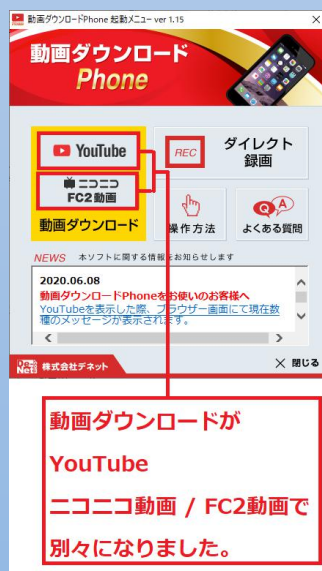 動画ダウンロードPhone 起動メニュー ver 1.15
動画ダウンロード
Phone
YouTube
ニコニコ
FC2動画
動画ダウンロード
REC
ダイレクト
録画
操作方法
Q A
よくある質問
NEWS 本ソフトに関する情報をお知らせします
2020.06.08
動画ダウンロードPhoneをお使いのお客様へ
YouTubeを表示した際、ブラウザー画面にて現在数
種のメッセージが表示されます。
De Net 株式会社デネット
× 閉じる
動画ダウンロードが
YouTube
ニコニコ動画 / FC2動画で
別々になりました。